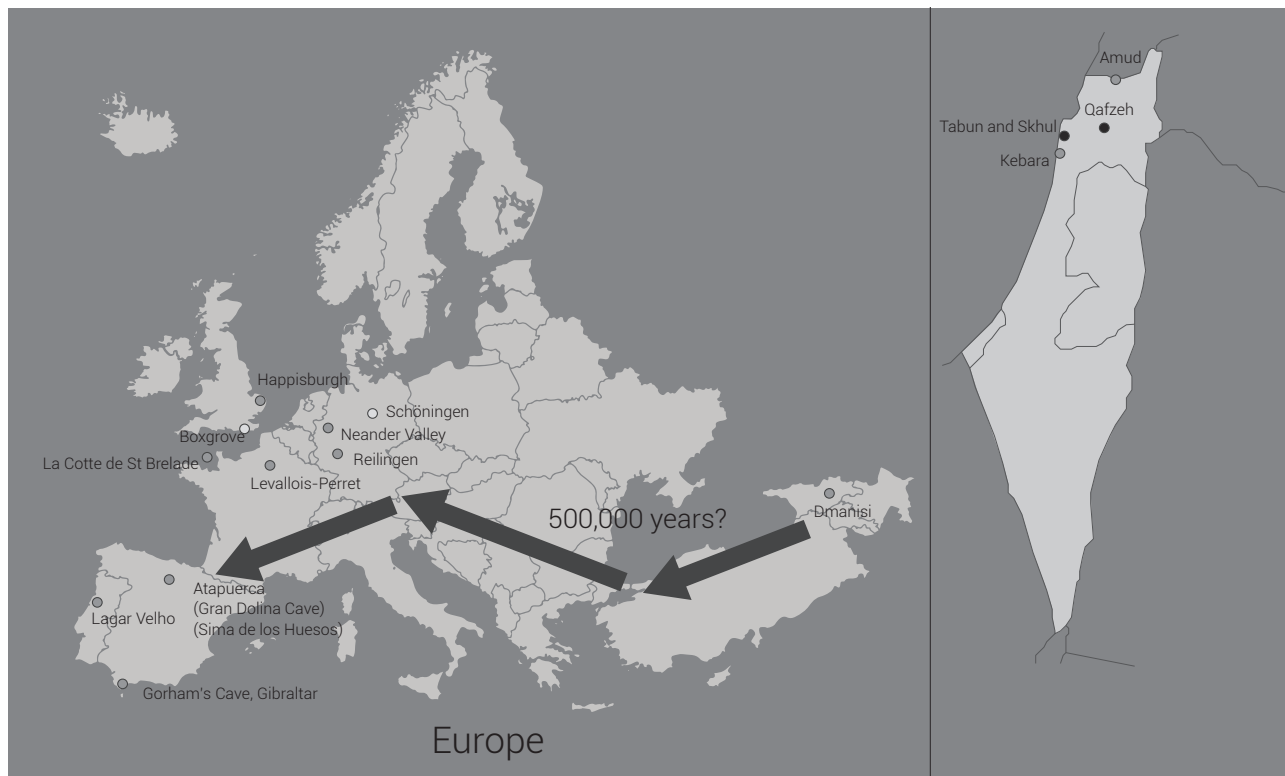 Happisburgh
Schöningen
Boxgrove
Neander Valley
La Cotte de St Brelade
Reilingen
Levallois-Perret
500,000 years?
Dmanisi
Atapuerca
(Gran Dolina Cave)
(Sima de los Huesos)
Lagar Velho
Gorham's Cave, Gibraltar
Europe
Amud
Qafzeh
Tabun and Skhul
Kebara